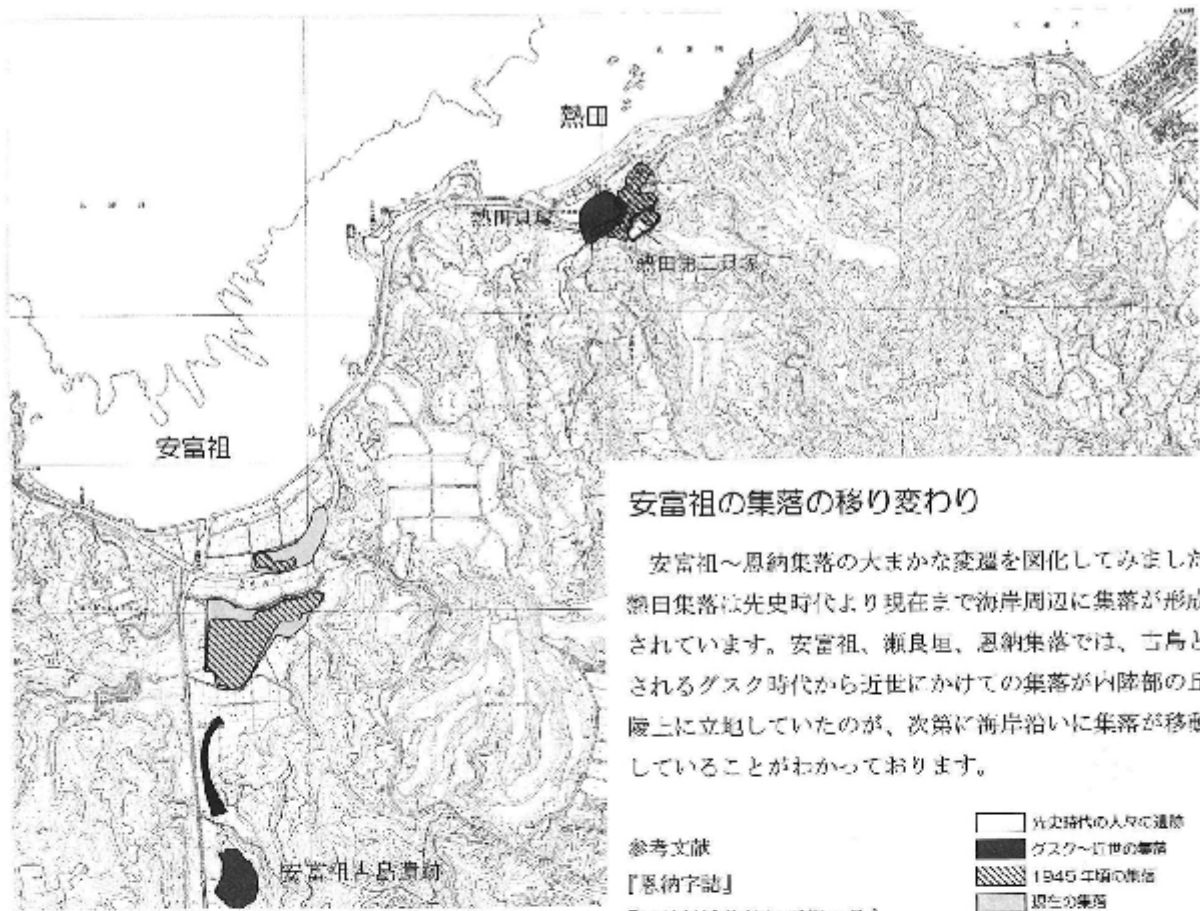 熱田
熱田貝塚
熱田第二貝塚
安富祖
安富祖の集落の移り変わり
安富祖～恩納集落の大まかな変遷を図化してみました
熱田集落は先史時代より現在まで海岸周辺に集落が形成
されています。安富祖、瀬良垣、恩納集落では、古島と
されるグスク時代から近世にかけての集落が内陸部の丘
陵上に立地していたのが、次第に海岸沿いに集落が移動
していることがわかっております。
安富祖古島遺跡
参考文献
『恩納字誌』
先史時代の人々の遺跡
グスク～近世の集落
1945年頃の集落
現在の集落